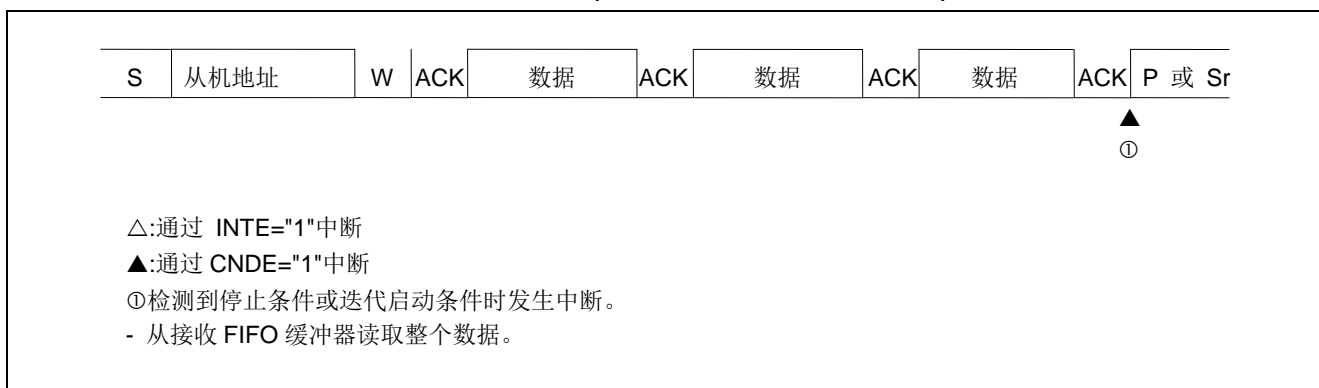 S 从机地址 W ACK 数据 ACK 数据 ACK 数据 ACK P 或 Sr
▲
①
△:通过 INTE="1"中断
▲:通过 CNDE="1"中断
①检测到停止条件或迭代启动条件时发生中断。
- 从接收 FIFO 缓冲器读取整个数据。